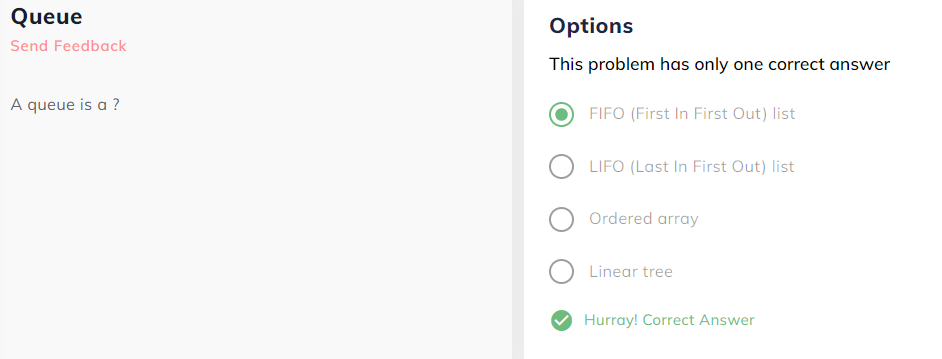 Queue
Send Feedback
A queue is a ?
Options
This problem has only one correct answer
FIFO (First In First Out) list
LIFO (Last In First Out) list
Ordered array
Linear tree
Hurray! Correct Answer